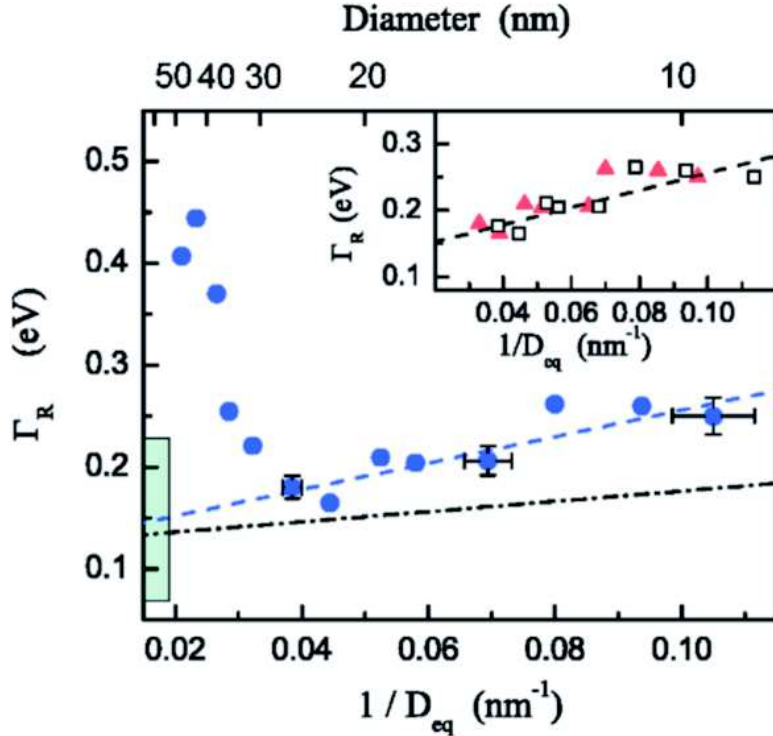 Diameter (nm)
50 40 30 20 10
0.5
0.4
0.3
0.2
0.1
Γ_R (eV)
0.02 0.04 0.06 0.08 0.10
1 / D_eq (nm⁻¹)
0.3
0.2
0.1
Γ_R (eV)
0.04 0.06 0.08 0.10
1/D_eq (nm⁻¹)